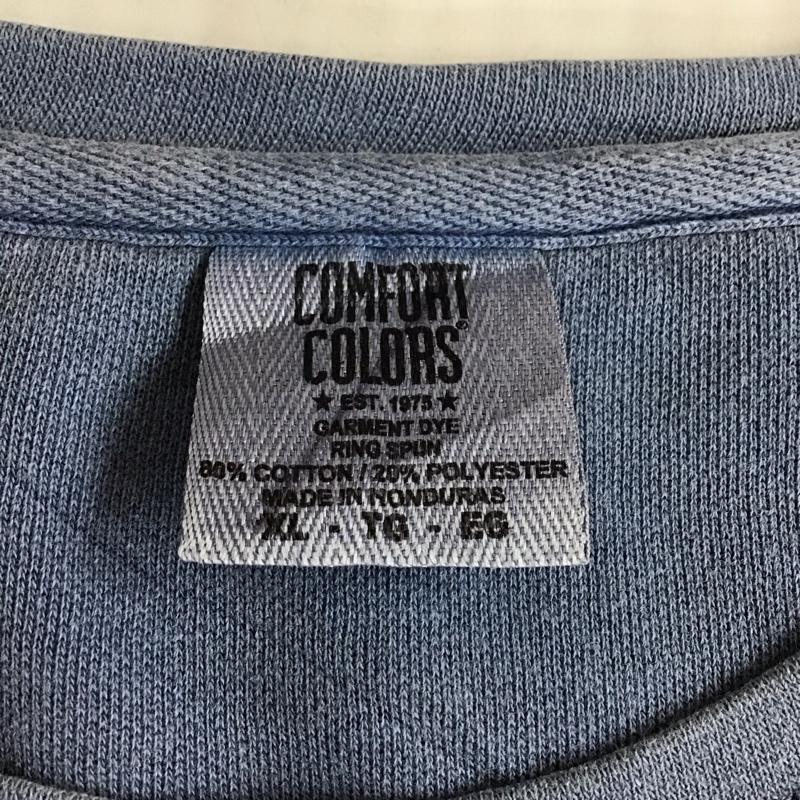 COMFORT
COLORS®
★ EST. 1975 ★
GARMENT DYE
RING SPUN
80% COTTON / 20% POLYESTER
MADE IN HONDURAS
XL - TG - EG